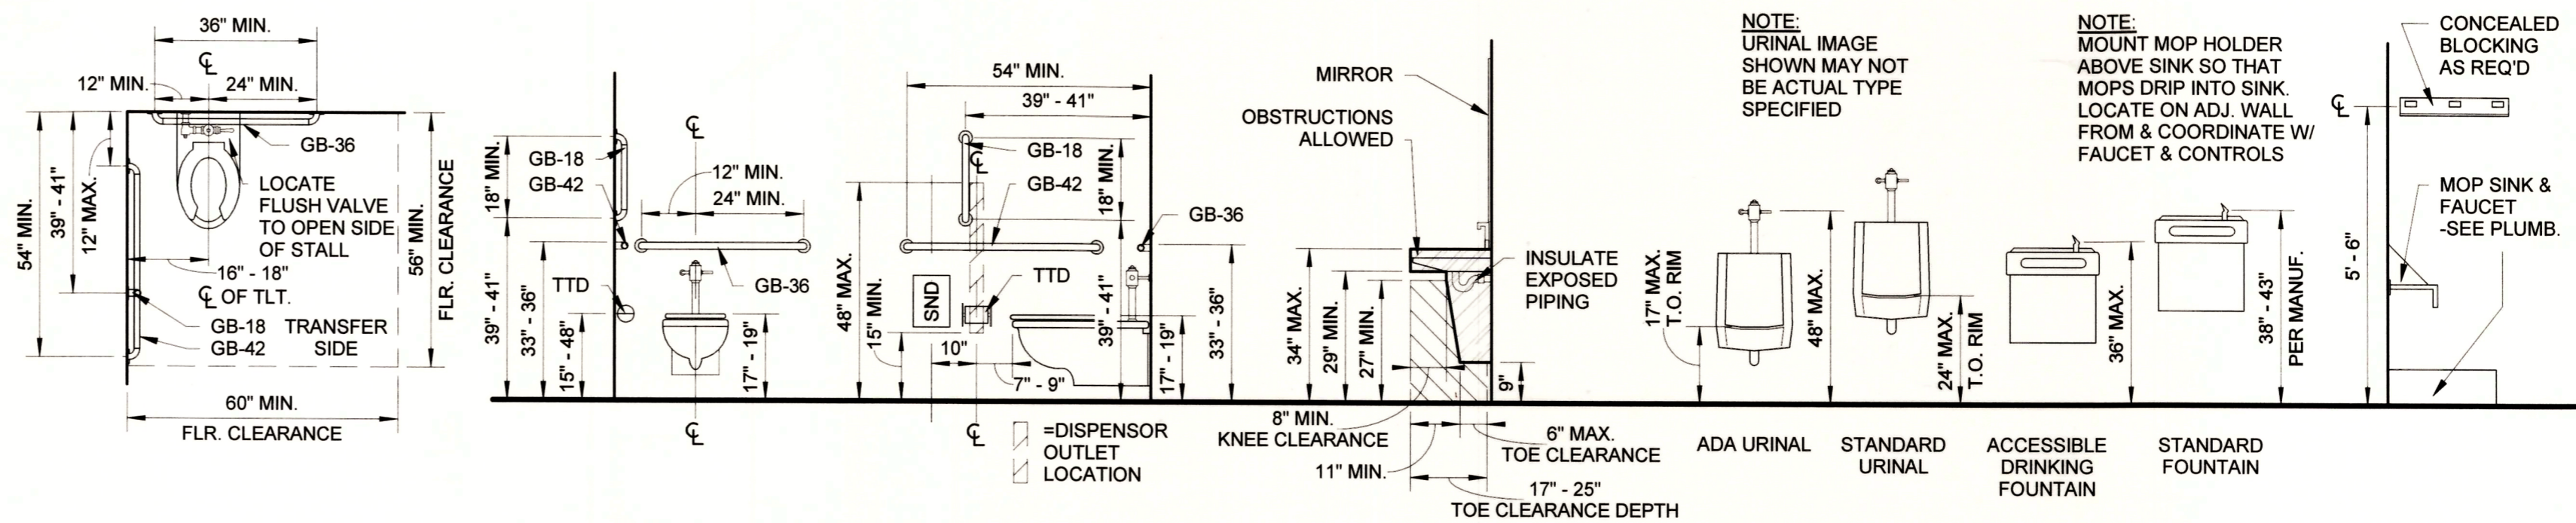 36" MIN.
℄
12" MIN.
24" MIN.
GB-36
54" MIN.
39" - 41"
12" MAX.
LOCATE
FLUSH VALVE
TO OPEN SIDE
OF STALL
16" - 18"
℄ OF TLT.
GB-18
GB-42
TRANSFER
SIDE
56" MIN.
FLR. CLEARANCE
60" MIN.
FLR. CLEARANCE
18" MIN.
GB-18
GB-42
℄
12" MIN.
24" MIN.
GB-36
TTD
39" - 41"
33" - 36"
15" - 48"
17" - 19"
℄
54" MIN.
39" - 41"
GB-18
℄
GB-42
18" MIN.
GB-36
48" MAX.
15" MIN.
SND
TTD
10"
7" - 9"
39" - 41"
17" - 19"
33" - 36"
℄
=DISPENSOR
OUTLET
LOCATION
MIRROR
OBSTRUCTIONS
ALLOWED
INSULATE
EXPOSED
PIPING
34" MAX.
29" MIN.
27" MIN.
9"
8" MIN.
KNEE CLEARANCE
11" MIN.
6" MAX.
TOE CLEARANCE
17" - 25"
TOE CLEARANCE DEPTH
NOTE:
URINAL IMAGE
SHOWN MAY NOT
BE ACTUAL TYPE
SPECIFIED
17" MAX.
T.O. RIM
48" MAX.
24" MAX.
T.O. RIM
36" MAX.
38" - 43"
PER MANUF.
ADA URINAL
STANDARD
URINAL
ACCESSIBLE
DRINKING
FOUNTAIN
STANDARD
FOUNTAIN
NOTE:
MOUNT MOP HOLDER
ABOVE SINK SO THAT
MOPS DRIP INTO SINK.
LOCATE ON ADJ. WALL
FROM & COORDINATE W/
FAUCET & CONTROLS
CONCEALED
BLOCKING
AS REQ'D
℄
5' - 6"
MOP SINK &
FAUCET
-SEE PLUMB.